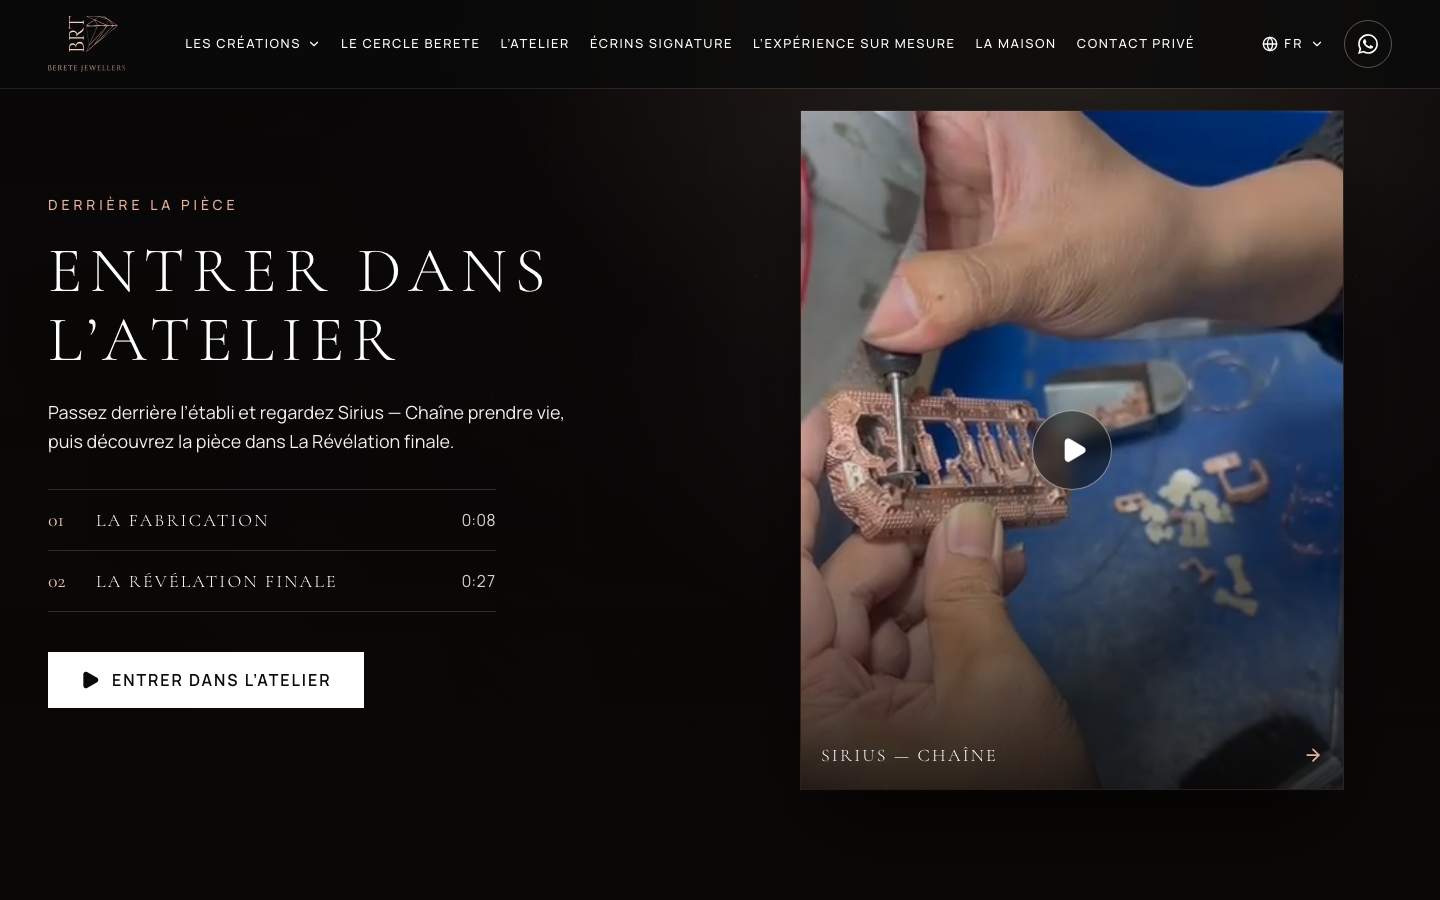 BRT
BERETE JEWELLERS
LES CRÉATIONS
LE CERCLE BERETE
L'ATELIER
ÉCRINS SIGNATURE
L'EXPÉRIENCE SUR MESURE
LA MAISON
CONTACT PRIVÉ
FR
DERRIÈRE LA PIÈCE
ENTRER DANS
L’ATELIER
Passez derrière l’établi et regardez Sirius — Chaîne prendre vie,
puis découvrez la pièce dans La Révélation finale.
01 LA FABRICATION 0:08
02 LA RÉVÉLATION FINALE 0:27
ENTRER DANS L’ATELIER
SIRIUS — CHAÎNE